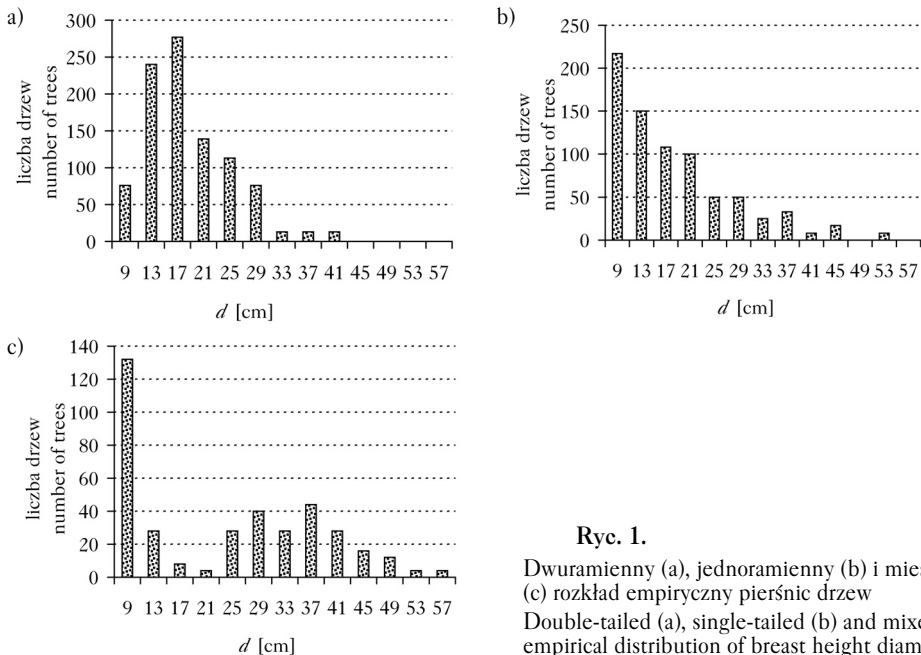 a)
300
250
200
150
100
50
0
liczba drzew
number of trees
9 13 17 21 25 29 33 37 41 45 49 53 57
d [cm]
b)
250
200
150
100
50
0
liczba drzew
number of trees
9 13 17 21 25 29 33 37 41 45 49 53 57
d [cm]
c)
140
120
100
80
60
40
20
0
liczba drzew
number of trees
9 13 17 21 25 29 33 37 41 45 49 53 57
d [cm]
Ryc. 1.
Dwuramienny (a), jednoramienny (b) i
(c) rozkład empiryczny pierśnic drzew
Double-tailed (a), single-tailed (b) and
empirical distribution of breast height